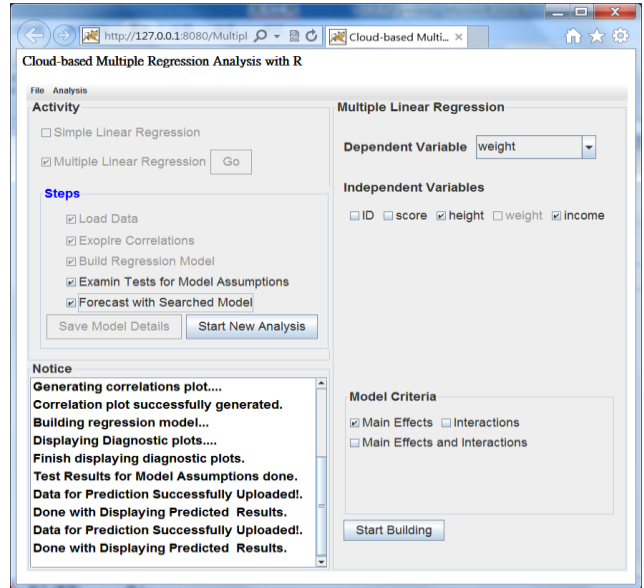 http://127.0.0.1:8080/Multipl
Cloud-based Multi...
Cloud-based Multiple Regression Analysis with R
File Analysis
Activity
Simple Linear Regression
Multiple Linear Regression Go
Steps
Load Data
Exoplre Correlations
Build Regression Model
Examin Tests for Model Assumptions
Forecast with Searched Model
Save Model Details Start New Analysis
Notice
Generating correlations plot....
Correlation plot successfully generated.
Building regression model...
Displaying Diagnostic plots....
Finish displaying diagnostic plots.
Test Results for Model Assumptions done.
Data for Prediction Successfully Uploaded!.
Done with Displaying Predicted Results.
Data for Prediction Successfully Uploaded!.
Done with Displaying Predicted Results.
Multiple Linear Regression
Dependent Variable weight
Independent Variables
ID score height weight income
Model Criteria
Main Effects Interactions
Main Effects and Interactions
Start Building